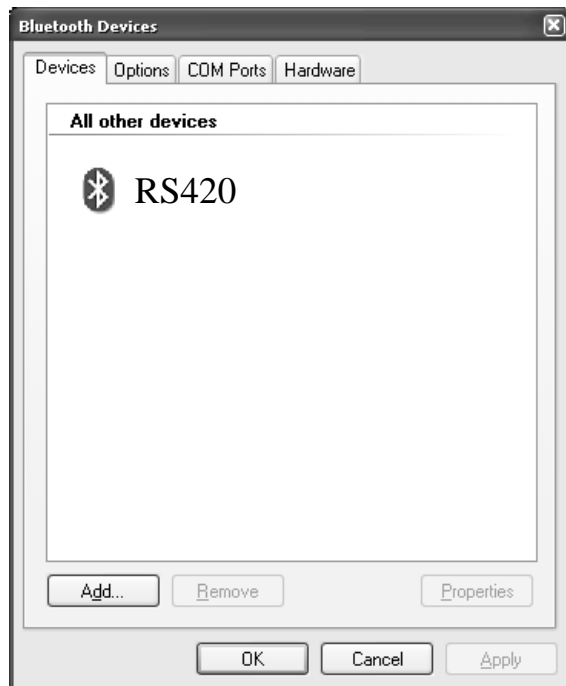 Bluetooth Devices
Devices Options COM Ports Hardware
All other devices
RS420
Add... Remove Properties
OK Cancel Apply